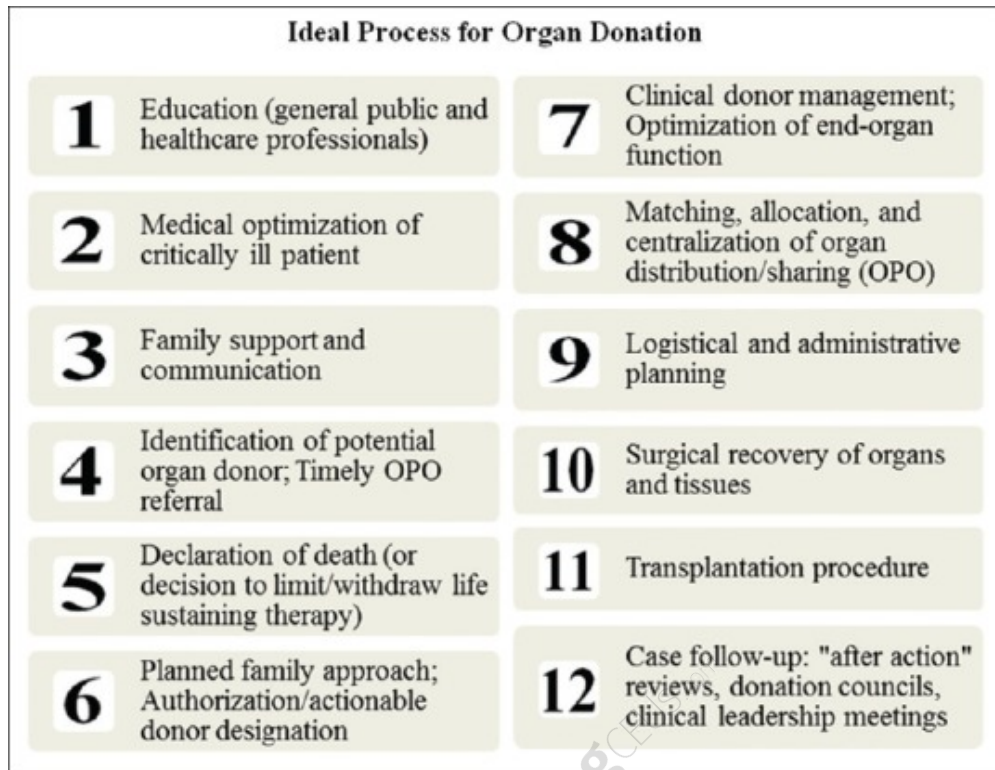 Ideal Process for Organ Donation
1
Education (general public and
healthcare professionals)
2
Medical optimization of
critically ill patient
3
Family support and
communication
4
Identification of potential
organ donor; Timely OPO
referral
5
Declaration of death (or
decision to limit/withdraw life
sustaining therapy)
6
Planned family approach;
Authorization/actionable
donor designation
7
Clinical donor management;
Optimization of end-organ
function
8
Matching, allocation, and
centralization of organ
distribution/sharing (OPO)
9
Logistical and administrative
planning
10
Surgical recovery of organs
and tissues
11
Transplantation procedure
12
Case follow-up: "after action"
reviews, donation councils,
clinical leadership meetings